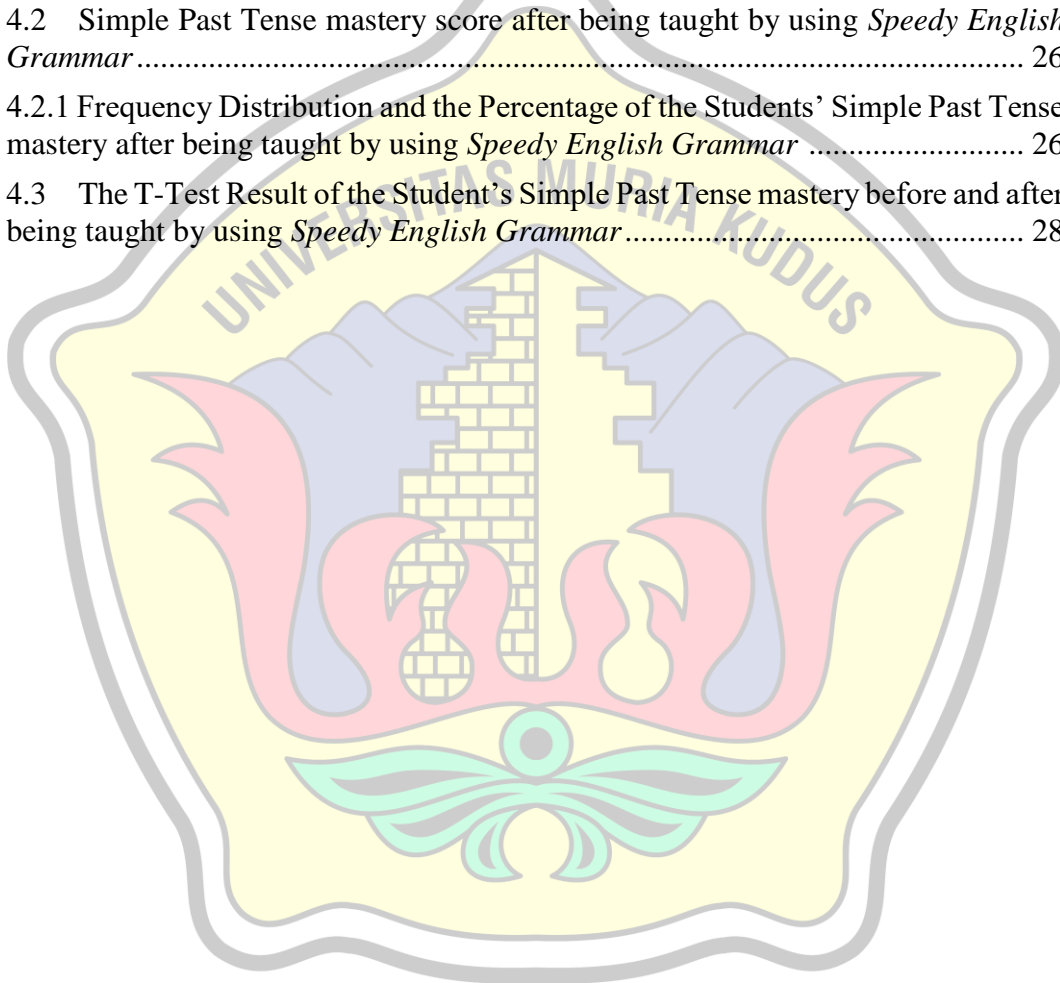 4.2 Simple Past Tense mastery score after being taught by using Speedy English
Grammar........................................................................................................ 26
4.2.1 Frequency Distribution and the Percentage of the Students’ Simple Past Tense
mastery after being taught by using Speedy English Grammar ........................... 26
4.3 The T-Test Result of the Student’s Simple Past Tense mastery before and after
being taught by using Speedy English Grammar................................................ 28
UNIVERSITAS MURIA KUDUS